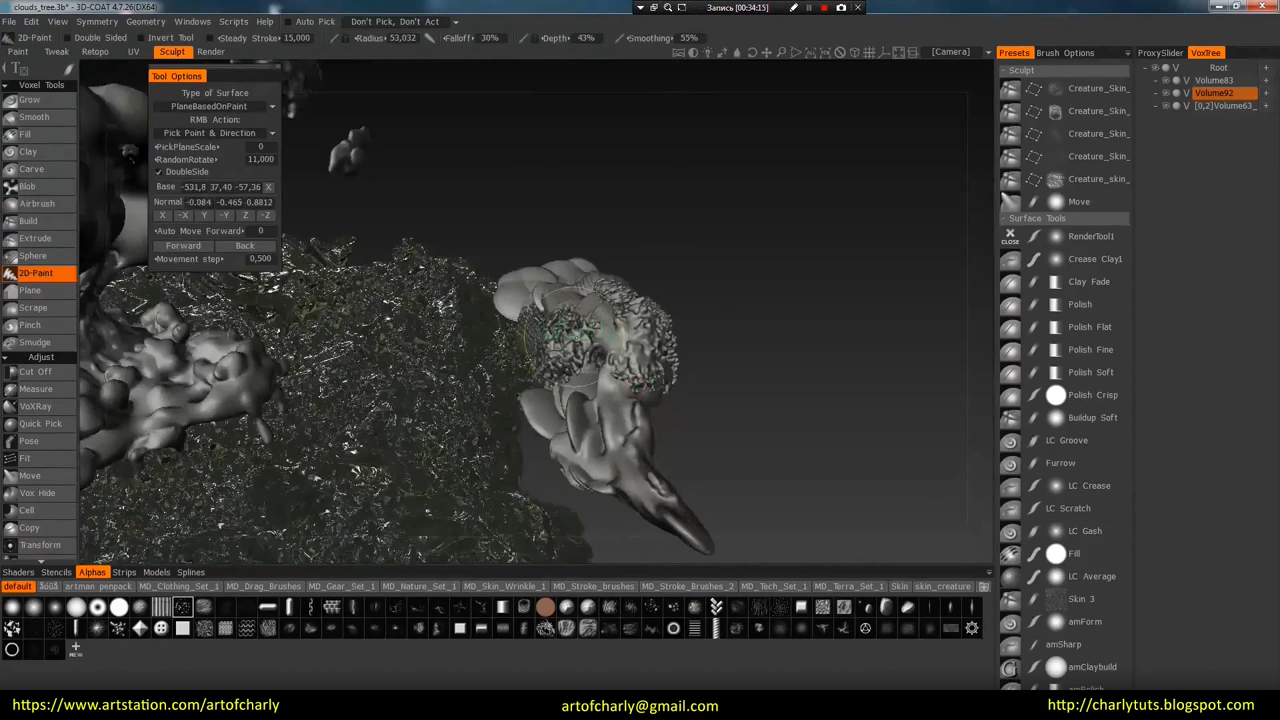 clouds_tree.3b* - 3D-COAT 4.7.26(DX64)
Запись [00:34:15]
File Edit View Symmetry Geometry Windows Scripts Help Auto Pick Don't Pick, Don't Act
2D-Paint Double Sided Invert Tool Steady Stroke 15,000 Radius 53,032 Falloff 30% Depth 43% Smoothing 55%
Paint Tweak Retopo UV Sculpt Render
[Camera]
Voxel Tools
Grow
Smooth
Fill
Clay
Carve
Blob
Airbrush
Build
Extrude
Sphere
2D-Paint
Plane
Scrape
Pinch
Smudge
Adjust
Cut Off
Measure
VoXRay
Quick Pick
Pose
Fit
Move
Vox Hide
Cell
Copy
Transform
Tool Options
Type of Surface
PlaneBasedOnPaint
RMB Action:
Pick Point & Direction
PickPlaneScale 0
RandomRotate 11,000
DoubleSide
Base -531,8 37,40 -57,36 X
Normal -0.084 -0.465 0.8812
X -X Y -Y Z -Z
Auto Move Forward 0
Forward Back
Movement step 0,500
Presets Brush Options
Sculpt
Creature_Skin_
Creature_Skin_
Creature_Skin_
Creature_Skin_
Creature_skin_
Move
Surface Tools
CLOSE RenderTool1
Crease Clay1
Clay Fade
Polish
Polish Flat
Polish Fine
Polish Soft
Polish Crisp
Buildup Soft
LC Groove
Furrow
LC Crease
LC Scratch
LC Gash
Fill
LC Average
Skin 3
amForm
amSharp
amClaybuild
amPolish
ProxySlider VoxTree
V Root
V Volume83
V Volume92
V [0,2]Volume63_
Shaders Stencils Alphas Strips Models Splines
default artman penpack MD_Clothing_Set_1 MD_Drag_Brushes MD_Gear_Set_1 MD_Nature_Set_1 MD_Skin_Wrinkle_1 MD_Stroke_brushes MD_Stroke_Brushes_2 MD_Tech_Set_1 MD_Terra_Set_1 Skin skin_creature
NEW
https://www.artstation.com/artofcharly
artofcharly@gmail.com
http://charlytuts.blogspot.com